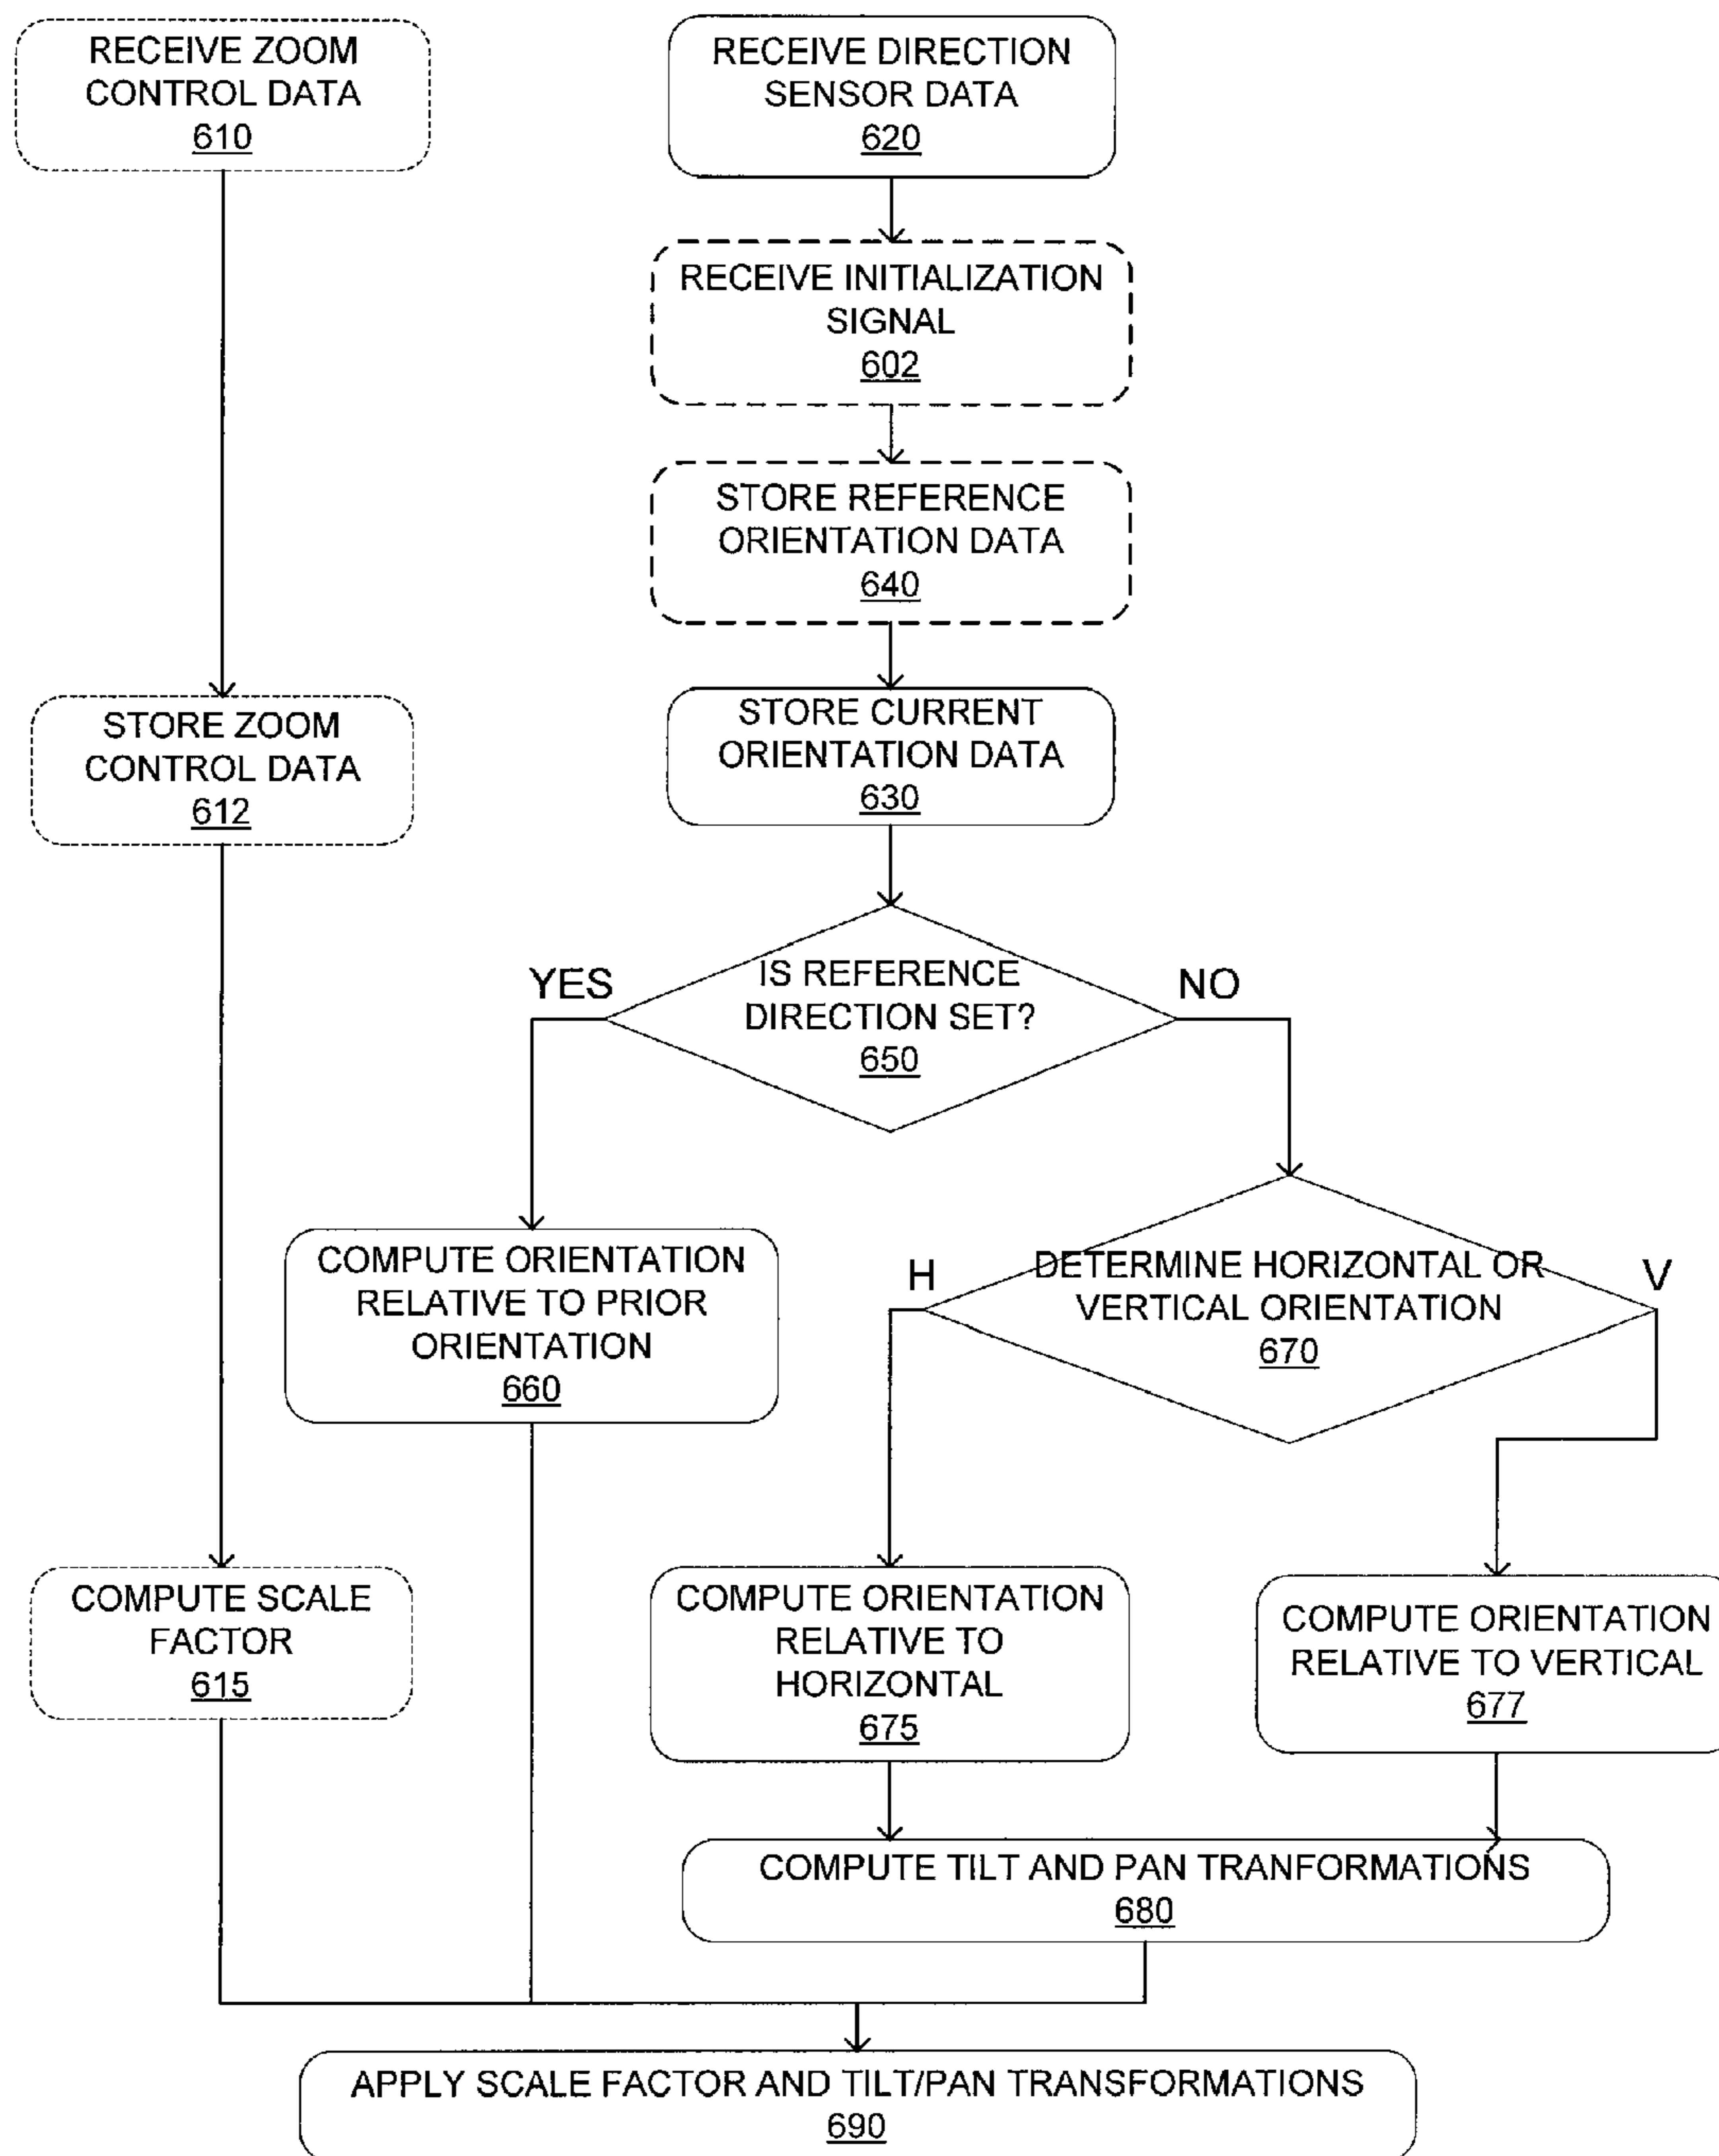 RECEIVE ZOOM
CONTROL DATA
610
RECEIVE DIRECTION
SENSOR DATA
620
RECEIVE INITIALIZATION
SIGNAL
602
STORE REFERENCE
ORIENTATION DATA
640
STORE ZOOM
CONTROL DATA
612
STORE CURRENT
ORIENTATION DATA
630
YES
IS REFERENCE
DIRECTION SET?
650
NO
COMPUTE ORIENTATION
RELATIVE TO PRIOR
ORIENTATION
660
H
DETERMINE HORIZONTAL OR
VERTICAL ORIENTATION
670
V
COMPUTE SCALE
FACTOR
615
COMPUTE ORIENTATION
RELATIVE TO
HORIZONTAL
675
COMPUTE ORIENTATION
RELATIVE TO VERTICAL
677
COMPUTE TILT AND PAN TRANFORMATIONS
680
APPLY SCALE FACTOR AND TILT/PAN TRANSFORMATIONS
690